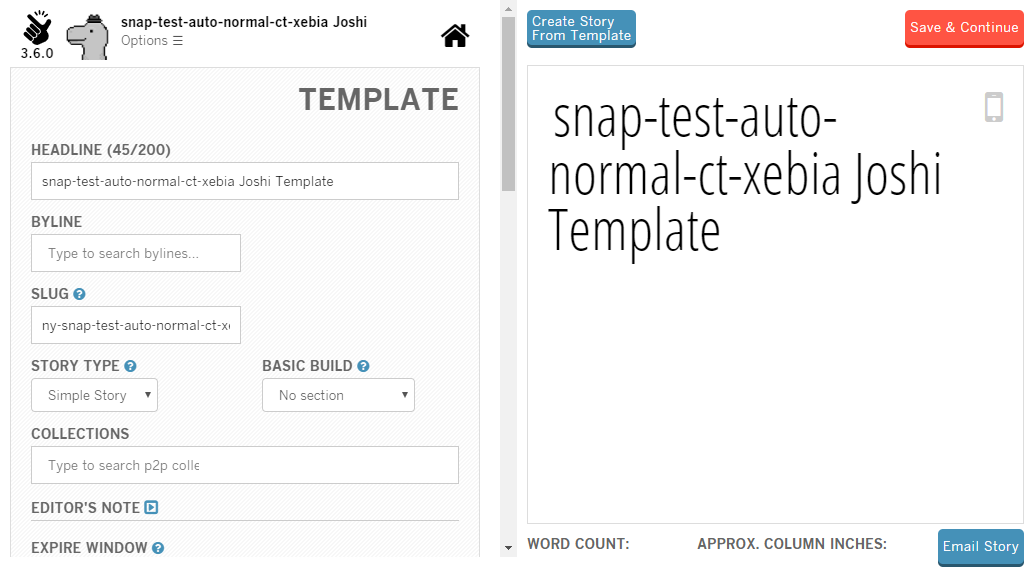 snap-test-auto-normal-ct-xebia Joshi
Options ☰
3.6.0
TEMPLATE
HEADLINE (45/200)
snap-test-auto-normal-ct-xebia Joshi Template
BYLINE
Type to search bylines...
SLUG
ny-snap-test-auto-normal-ct-x
STORY TYPE BASIC BUILD
Simple Story No section
COLLECTIONS
Type to search p2p colle
EDITOR'S NOTE
EXPIRE WINDOW
Create Story
From Template
Save & Continue
snap-test-auto-
normal-ct-xebia Joshi
Template
WORD COUNT: APPROX. COLUMN INCHES:
Email Story